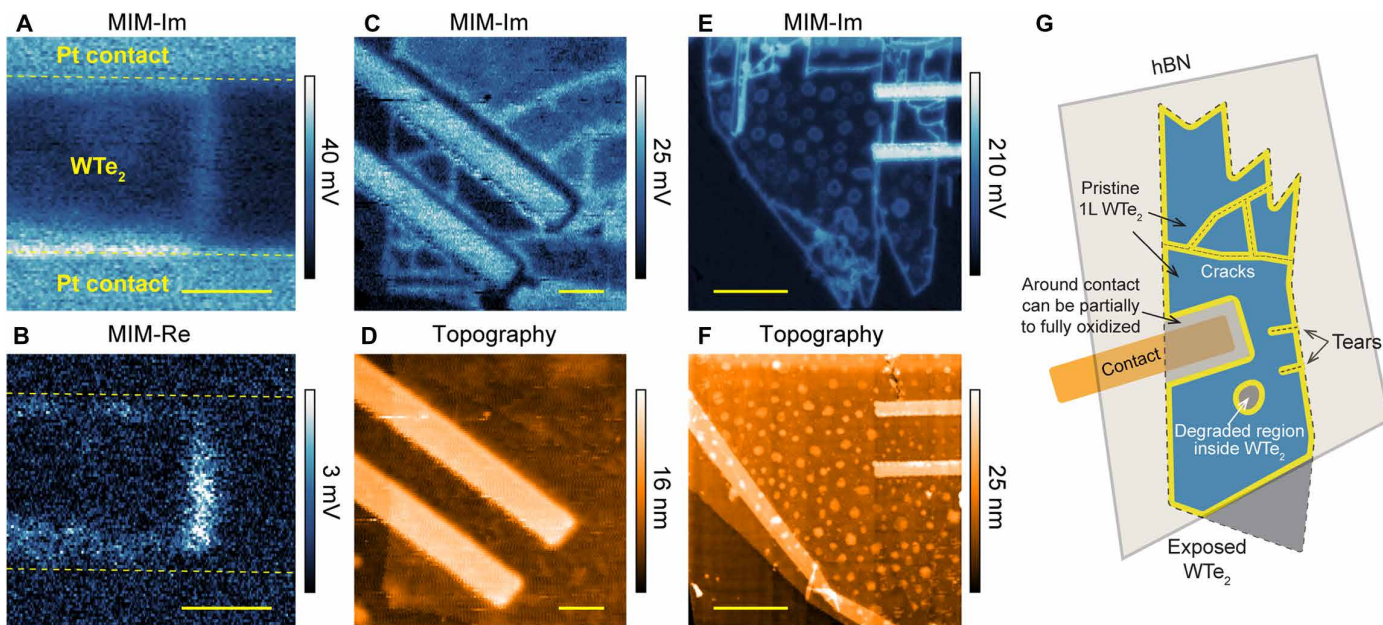 A
MIM-Im
Pt contact
WTe₂
Pt contact
40 mV
B
MIM-Re
3 mV
C
MIM-Im
25 mV
D
Topography
16 nm
E
MIM-Im
210 mV
F
Topography
25 nm
G
hBN
Pristine
1L WTe₂
Cracks
Around contact
can be partially
to fully oxidized
Contact
Tears
Degraded region
inside WTe₂
Exposed
WTe₂